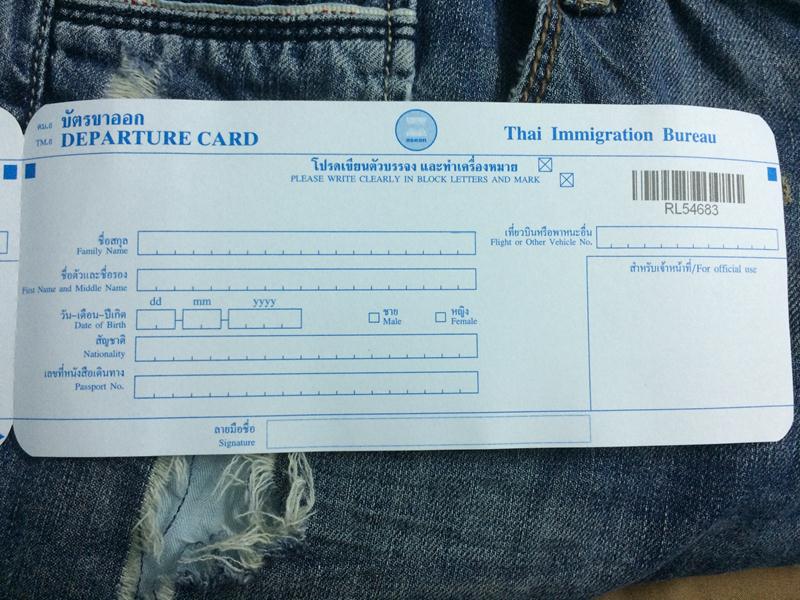 ตม.๖ บัตรขาออก
TM.6 DEPARTURE CARD
Thai Immigration Bureau
โปรดเขียนตัวบรรจง และทำเครื่องหมาย ☒
PLEASE WRITE CLEARLY IN BLOCK LETTERS AND MARK ☒
RL54683
ชื่อสกุล
Family Name
เที่ยวบินหรือพาหนะอื่น
Flight or Other Vehicle No.
ชื่อตัวและชื่อรอง
First Name and Middle Name
สำหรับเจ้าหน้าที่/For official use
dd mm yyyy
วัน-เดือน-ปีเกิด
Date of Birth
ชาย
Male
หญิง
Female
สัญชาติ
Nationality
เลขที่หนังสือเดินทาง
Passport No.
ลายมือชื่อ
Signature